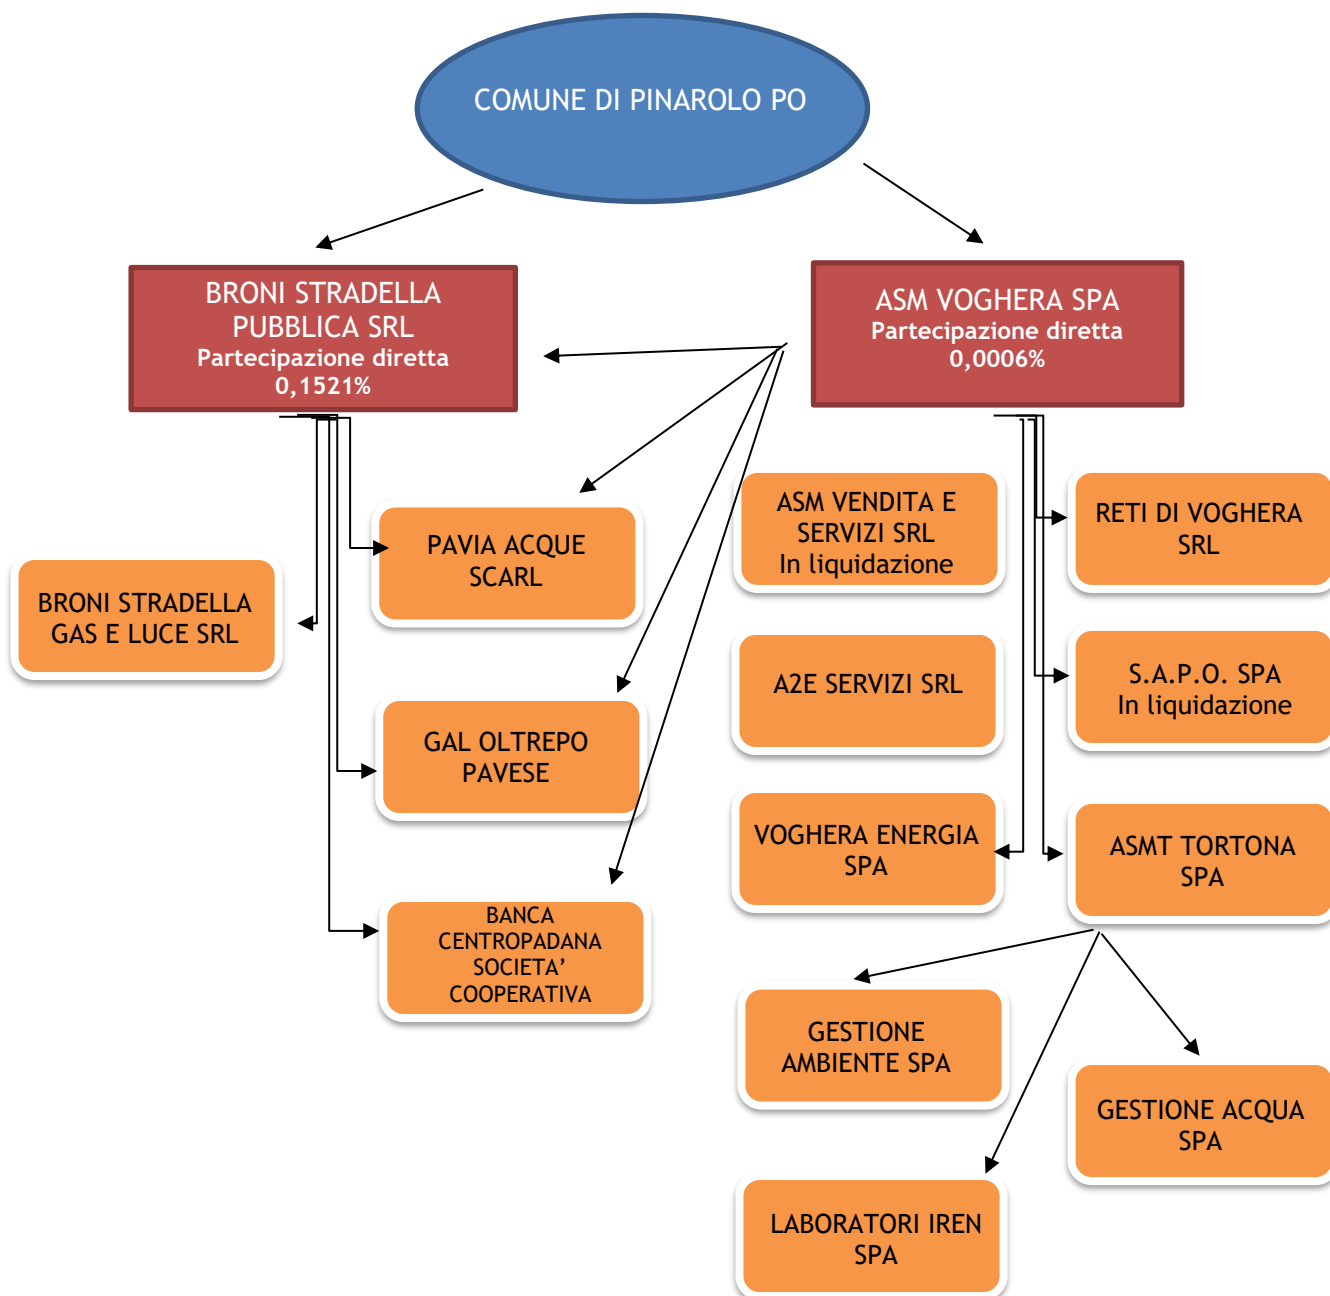 COMUNE DI PINAROLO PO
BRONI STRADELLA
PUBBLICA SRL
Partecipazione diretta
0,1521%
ASM VOGHERA SPA
Partecipazione diretta
0,0006%
ASM VENDITA E
SERVIZI SRL
In liquidazione
RETI DI VOGHERA
SRL
PAVIA ACQUE
SCARL
BRONI STRADELLA
GAS E LUCE SRL
A2E SERVIZI SRL
S.A.P.O. SPA
In liquidazione
GAL OLTREPO
PAVESE
VOGHERA ENERGIA
SPA
ASMT TORTONA
SPA
BANCA
CENTROPADANA
SOCIETA’
COOPERATIVA
GESTIONE
AMBIENTE SPA
GESTIONE ACQUA
SPA
LABORATORI IREN
SPA